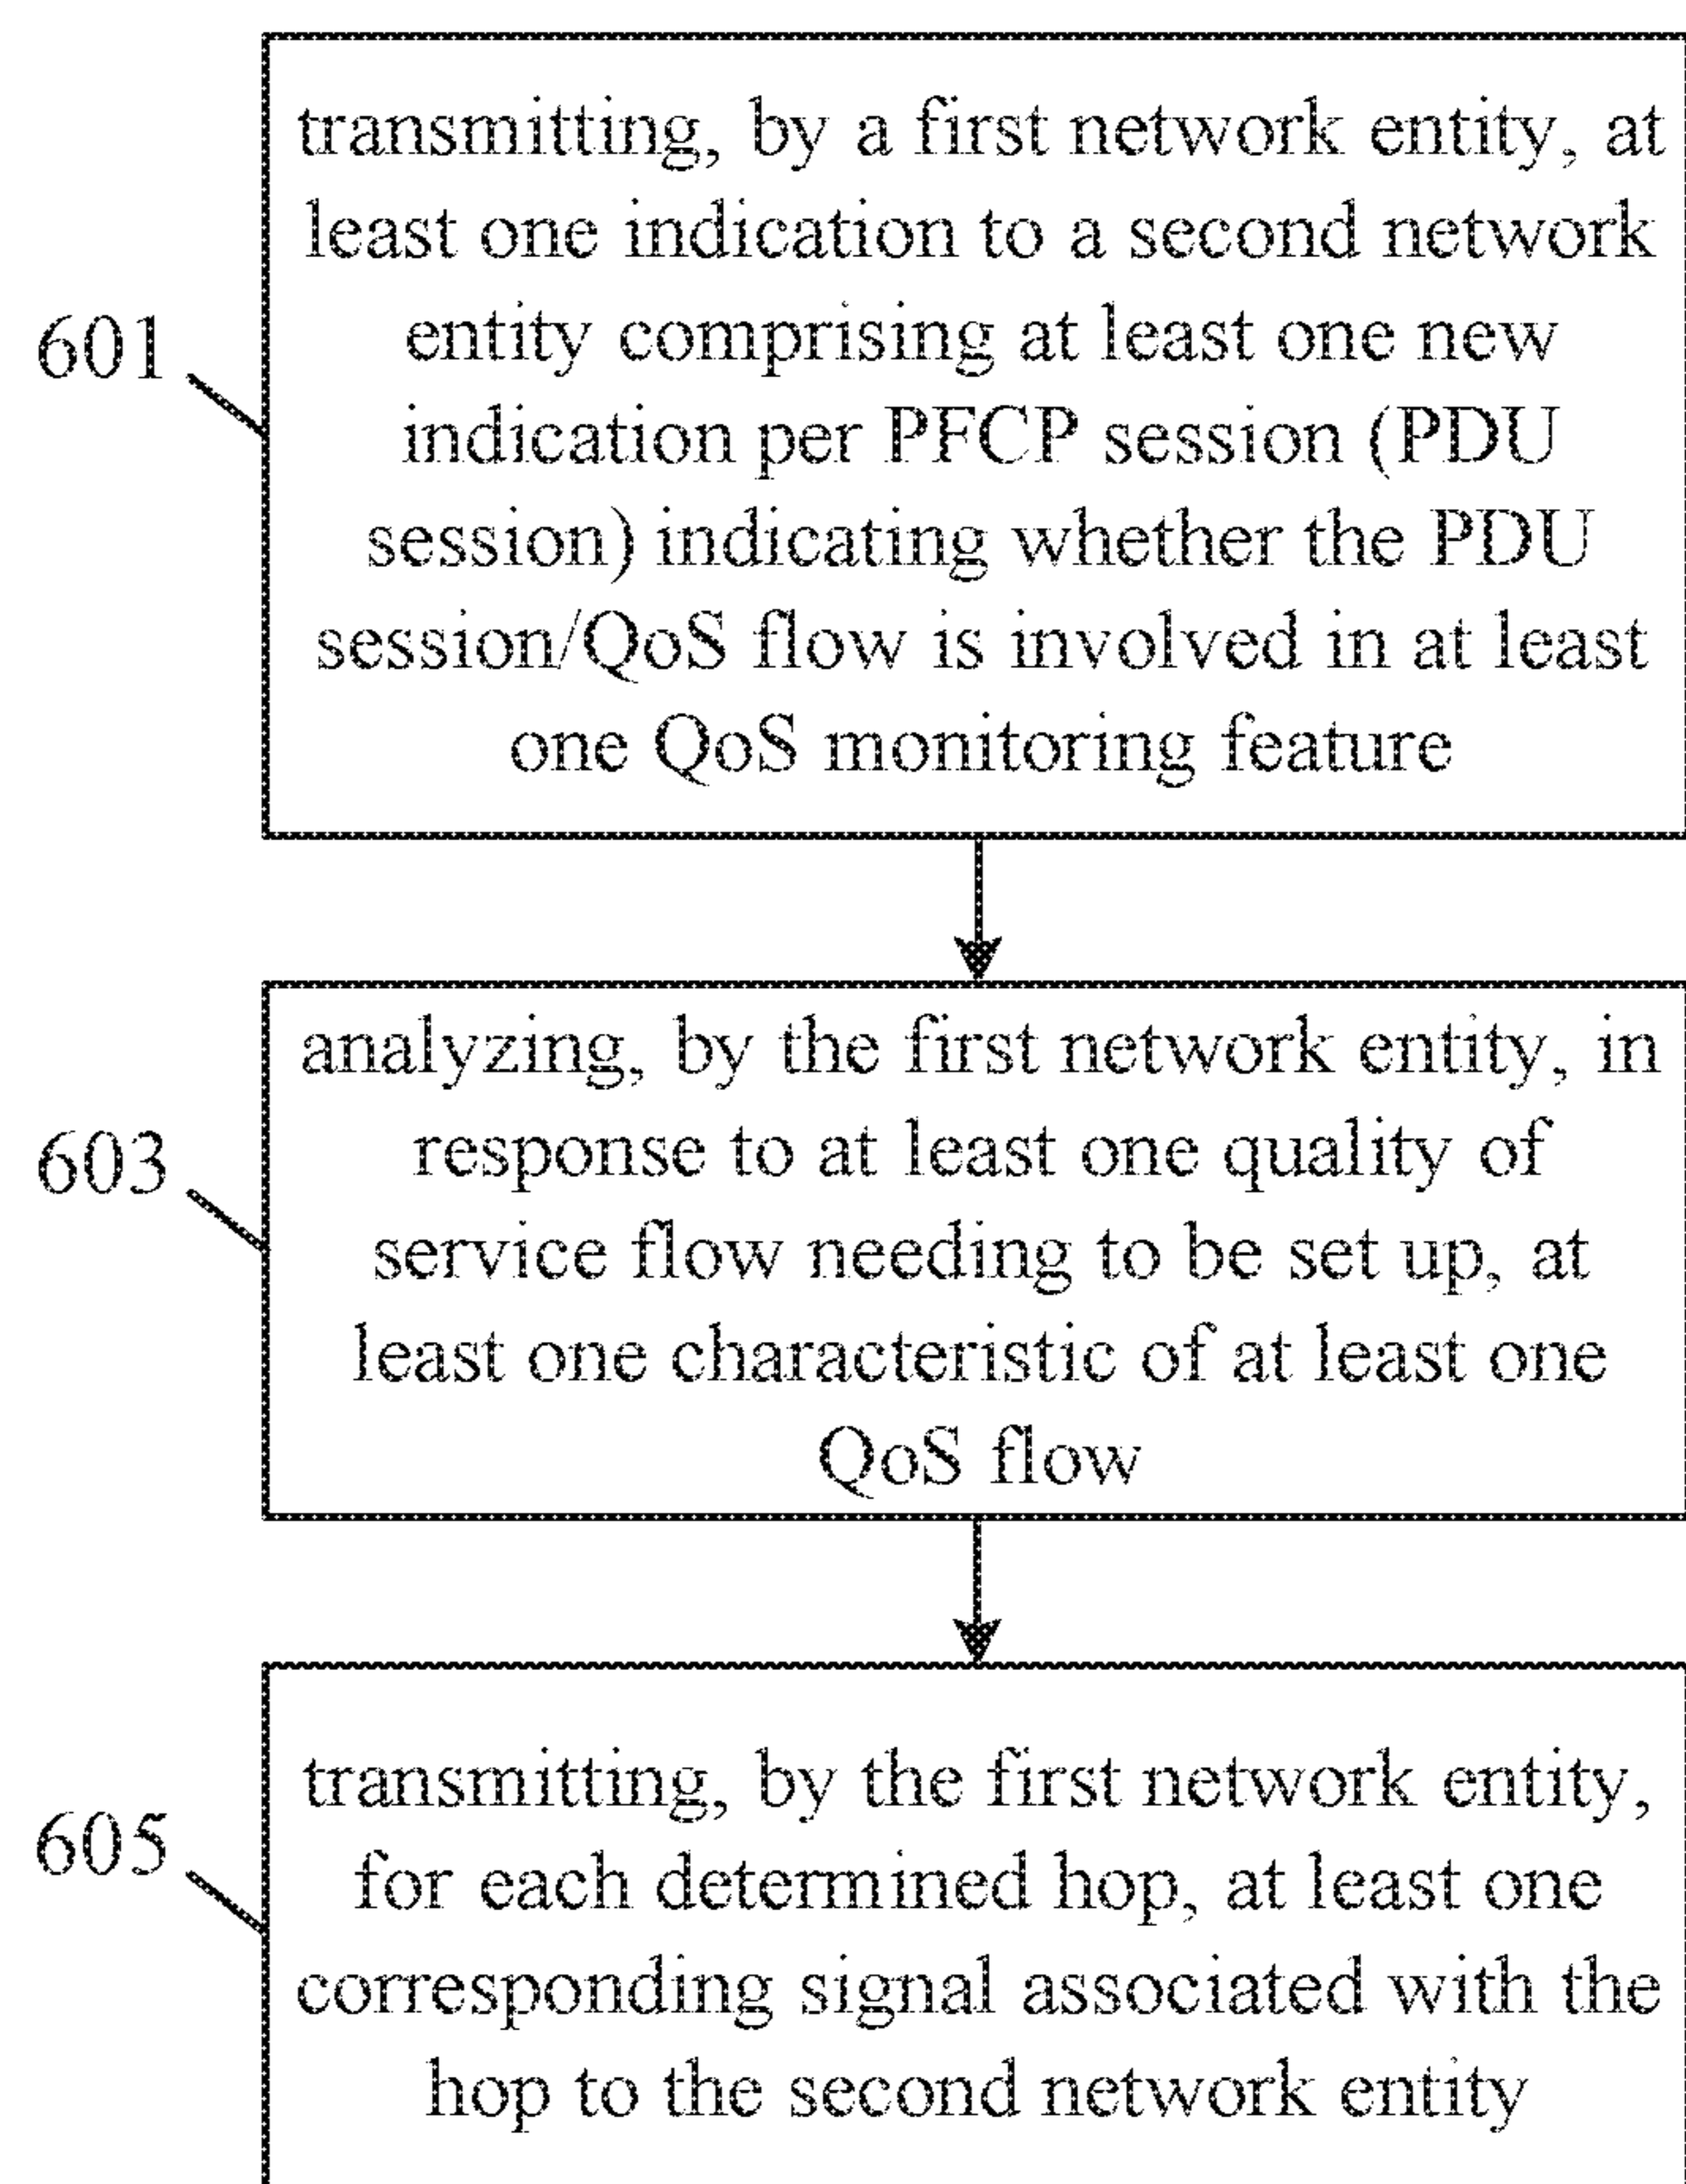 transmitting, by a first network entity, at
least one indication to a second network
entity comprising at least one new
indication per PFCP session (PDU
session) indicating whether the PDU
session/QoS flow is involved in at least
one QoS monitoring feature
601
analyzing, by the first network entity, in
response to at least one quality of
service flow needing to be set up, at
least one characteristic of at least one
QoS flow
603
transmitting, by the first network entity,
for each determined hop, at least one
corresponding signal associated with the
hop to the second network entity
605